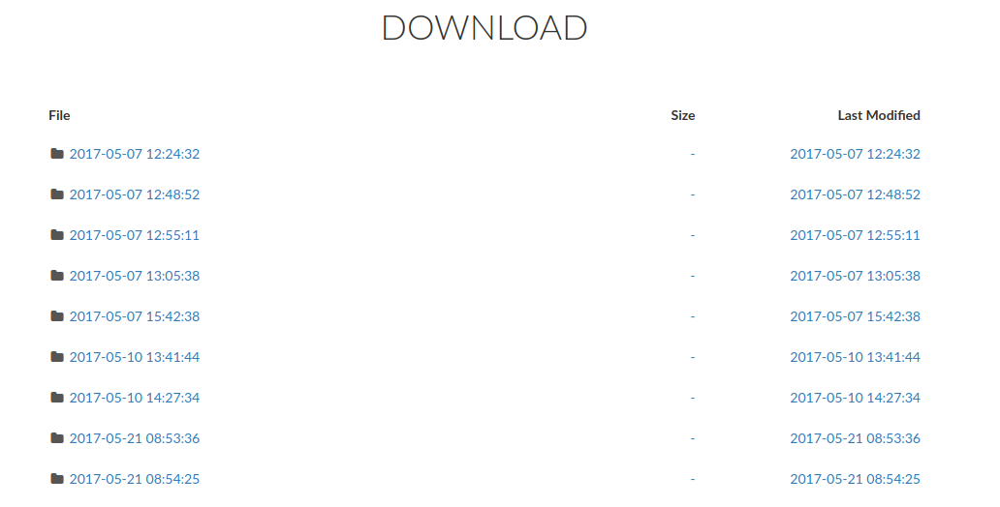 DOWNLOAD
File Size Last Modified
2017-05-07 12:24:32 - 2017-05-07 12:24:32
2017-05-07 12:48:52 - 2017-05-07 12:48:52
2017-05-07 12:55:11 - 2017-05-07 12:55:11
2017-05-07 13:05:38 - 2017-05-07 13:05:38
2017-05-07 15:42:38 - 2017-05-07 15:42:38
2017-05-10 13:41:44 - 2017-05-10 13:41:44
2017-05-10 14:27:34 - 2017-05-10 14:27:34
2017-05-21 08:53:36 - 2017-05-21 08:53:36
2017-05-21 08:54:25 - 2017-05-21 08:54:25